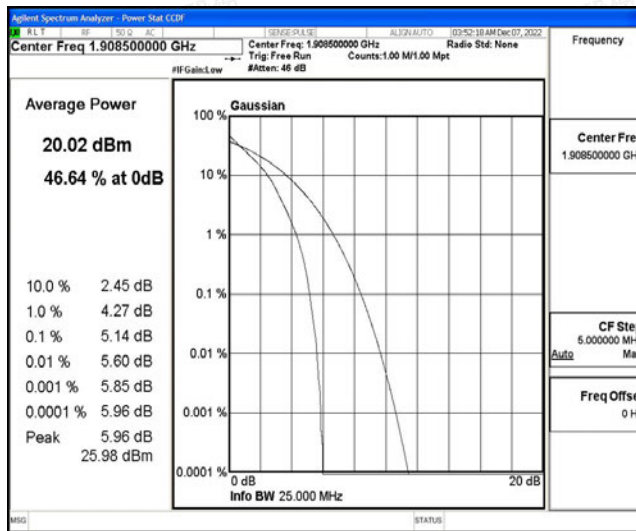 Agilent Spectrum Analyzer - Power Stat CCDF
RLT RF 50 Ω AC SENSE:PULSE ALIGN AUTO 03:52:18 AM Dec 07, 2022
Center Freq 1.908500000 GHz
Center Freq: 1.908500000 GHz Radio Std: None
Trig: Free Run Counts:1.00 M/1.00 Mpt
#IFGain:Low #Atten: 46 dB
Frequency
Average Power
20.02 dBm
46.64 % at 0dB
10.0 % 2.45 dB
1.0 % 4.27 dB
0.1 % 5.14 dB
0.01 % 5.60 dB
0.001 % 5.85 dB
0.0001 % 5.96 dB
Peak 5.96 dB
25.98 dBm
Gaussian
100 %
10 %
1 %
0.1 %
0.01 %
0.001 %
0.0001 %
0 dB 20 dB
Info BW 25.000 MHz
Center Fre
1.908500000 GH
CF Ste
5.000000 MH
Auto Ma
Freq Offse
0 H
MSG STATUS